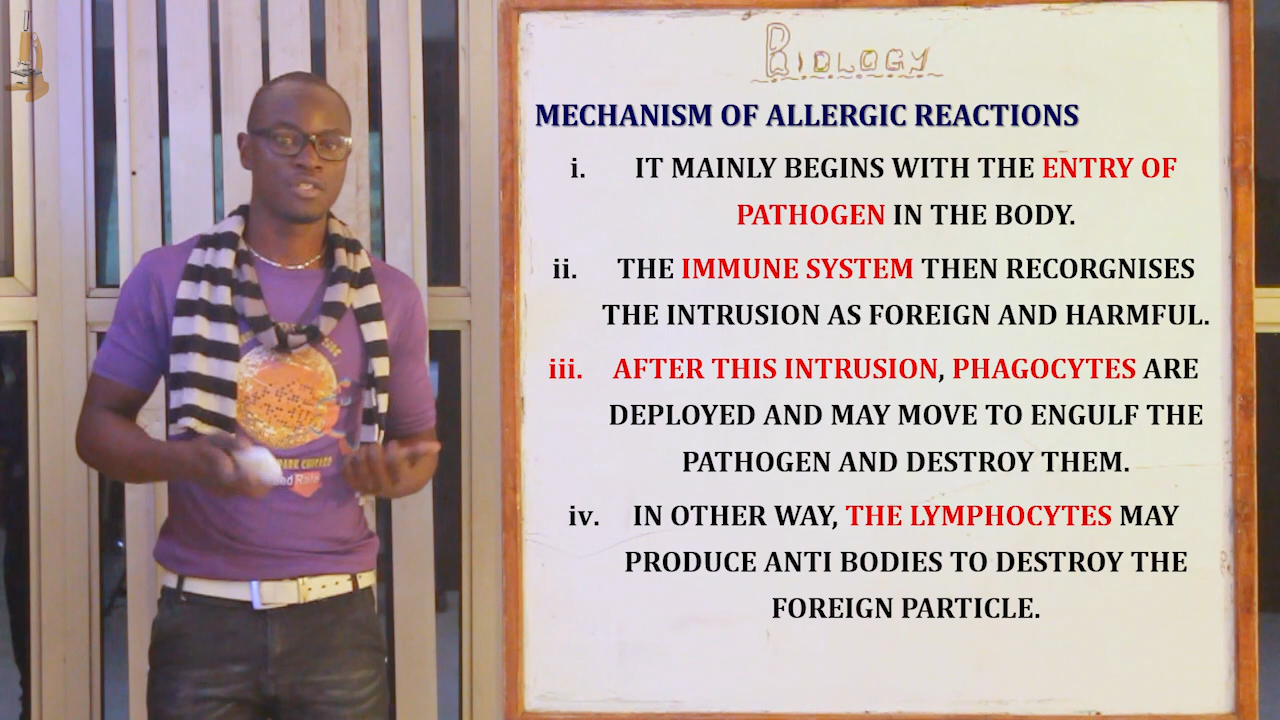 BIOLOGY
MECHANISM OF ALLERGIC REACTIONS
i. IT MAINLY BEGINS WITH THE ENTRY OF
PATHOGEN IN THE BODY.
ii. THE IMMUNE SYSTEM THEN RECORGNISES
THE INTRUSION AS FOREIGN AND HARMFUL.
iii. AFTER THIS INTRUSION, PHAGOCYTES ARE
DEPLOYED AND MAY MOVE TO ENGULF THE
PATHOGEN AND DESTROY THEM.
iv. IN OTHER WAY, THE LYMPHOCYTES MAY
PRODUCE ANTI BODIES TO DESTROY THE
FOREIGN PARTICLE.